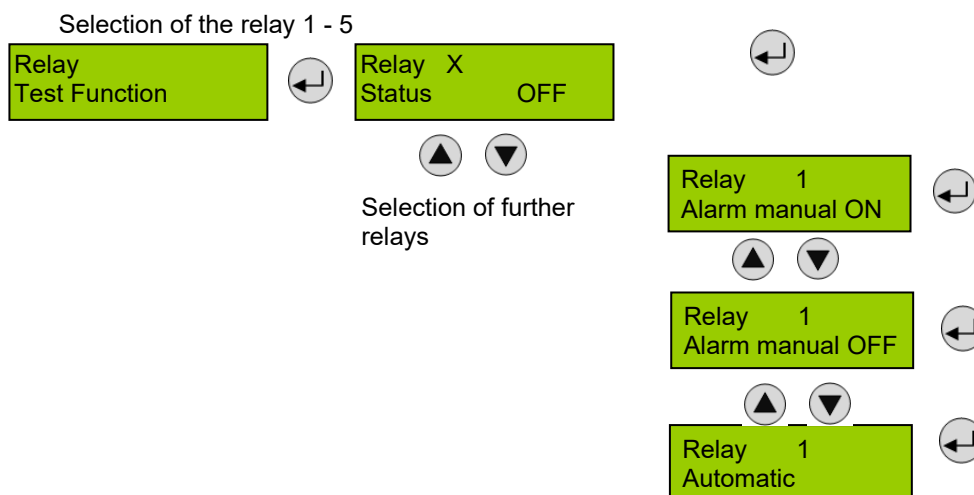 Selection of the relay 1 - 5
Relay
Test Function
Relay X
Status OFF
Selection of further
relays
Relay 1
Alarm manual ON
Relay 1
Alarm manual OFF
Relay 1
Automatic